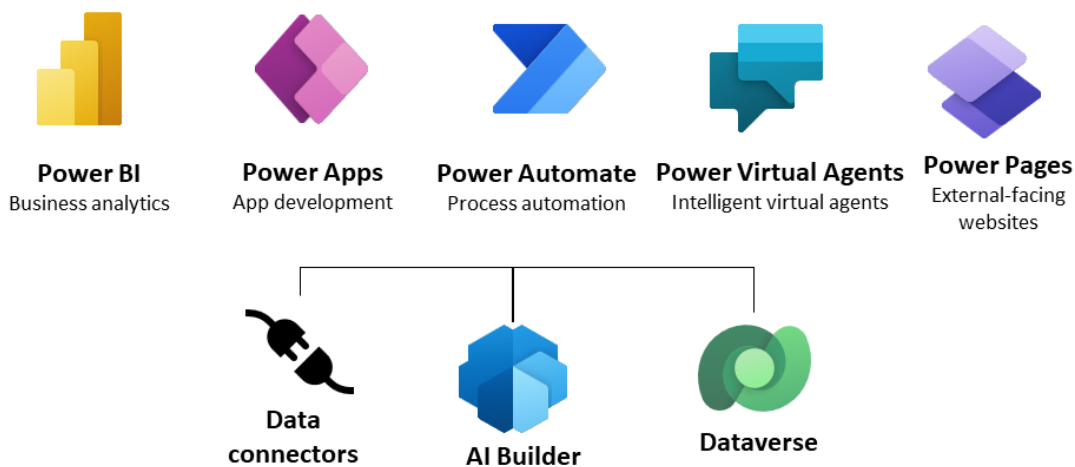 Power BI
Business analytics
Power Apps
App development
Power Automate
Process automation
Power Virtual Agents
Intelligent virtual agents
Power Pages
External-facing
websites
Data
connectors
AI Builder
Dataverse